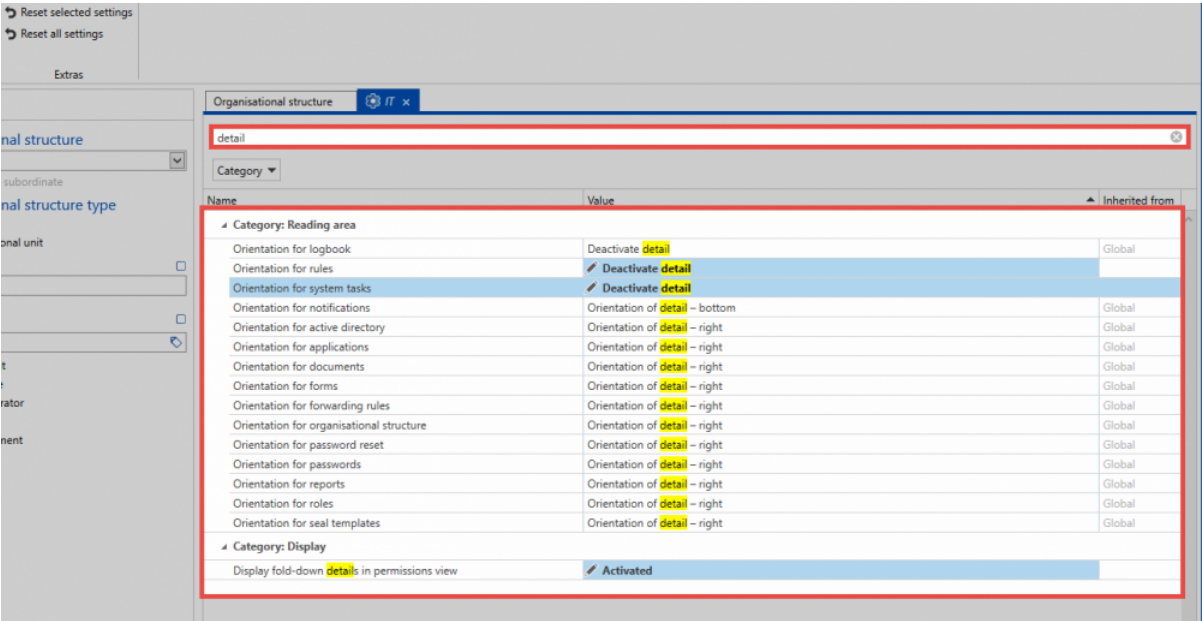 Reset selected settings
Reset all settings
Extras
Organisational structure IT
nal structure
detail
subordinate
Category
nal structure type
Name Value Inherited from
Category: Reading area
onal unit
Orientation for logbook Deactivate detail Global
Orientation for rules Deactivate detail
Orientation for system tasks Deactivate detail
Orientation for notifications Orientation of detail – bottom Global
Orientation for active directory Orientation of detail – right Global
Orientation for applications Orientation of detail – right Global
Orientation for documents Orientation of detail – right Global
t
Orientation for forms Orientation of detail – right Global
e
Orientation for forwarding rules Orientation of detail – right Global
rator
Orientation for organisational structure Orientation of detail – right Global
ment
Orientation for password reset Orientation of detail – right Global
Orientation for passwords Orientation of detail – right Global
Orientation for reports Orientation of detail – right Global
Orientation for roles Orientation of detail – right Global
Orientation for seal templates Orientation of detail – right Global
Category: Display
Display fold-down details in permissions view Activated